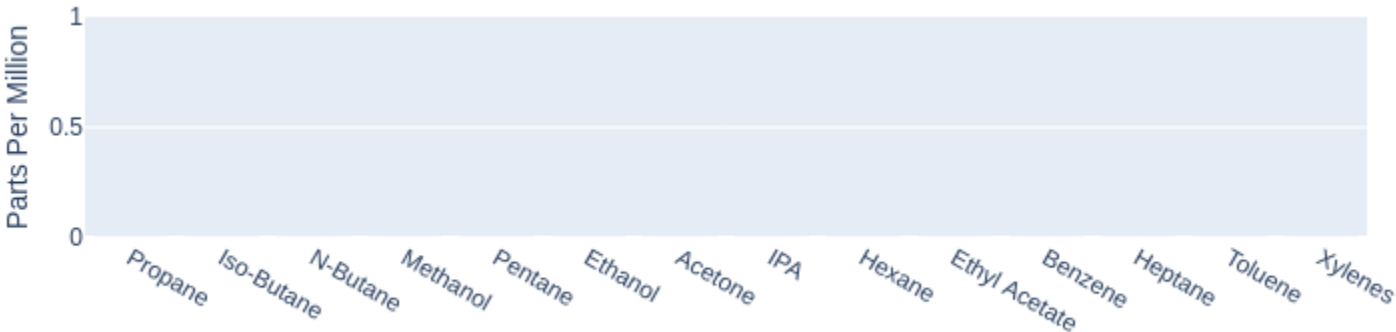 Parts Per Million
1
0.5
0
Propane
Iso-Butane
N-Butane
Methanol
Pentane
Ethanol
Acetone
IPA
Hexane
Ethyl Acetate
Benzene
Heptane
Toluene
Xylenes